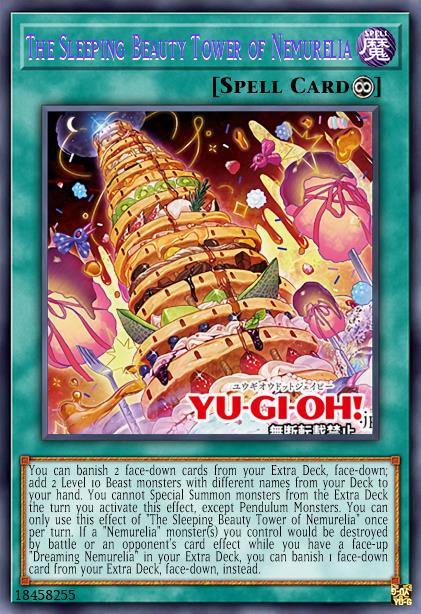 The Sleeping Beauty Tower of Nemurelia
SPELL
魔
[Spell Card]
ユウギオウドットジェイピー
YU-GI-OH!
無断転載禁止
You can banish 2 face-down cards from your Extra Deck, face-down;
add 2 Level 10 Beast monsters with different names from your Deck to
your hand. You cannot Special Summon monsters from the Extra Deck
the turn you activate this effect, except Pendulum Monsters. You can
only use this effect of "The Sleeping Beauty Tower of Nemurelia" once
per turn. If a "Nemurelia" monster(s) you control would be destroyed
by battle or an opponent's card effect while you have a face-up
"Dreaming Nemurelia" in your Extra Deck, you can banish 1 face-down
card from your Extra Deck, face-down, instead.
18458255